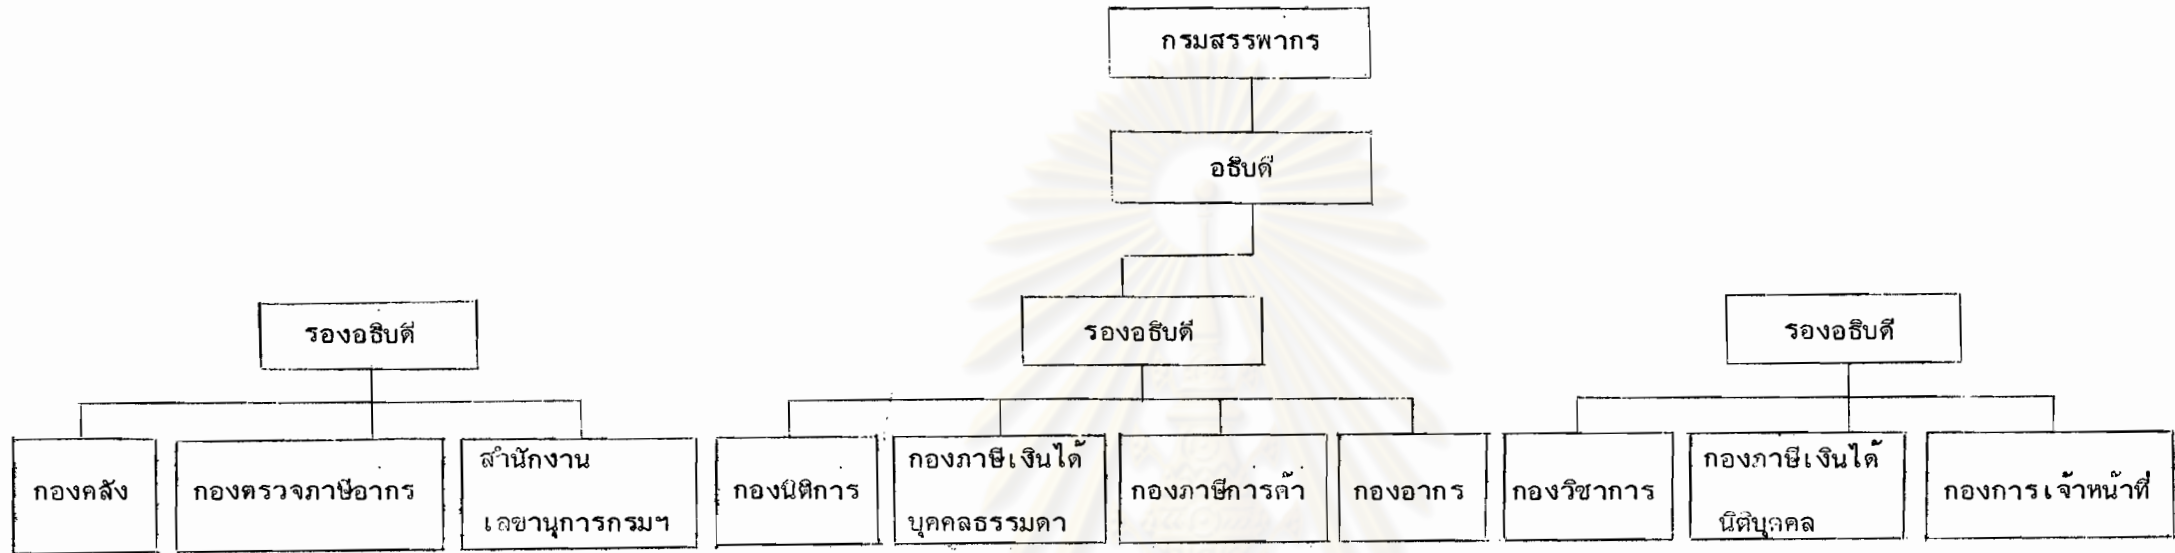 กรมสรรพากร
อธิบดี
รองอธิบดี
รองอธิบดี
รองอธิบดี
กองคลัง
กองตรวจภาษีอากร
สำนักงาน
เลขานุการกรมฯ
กองนิติการ
กองภาษีเงินได้
บุคคลธรรมดา
กองภาษีการค้า
กองอากร
กองวิชาการ
กองภาษีเงินได้
นิติบุคคล
กองการเจ้าหน้าที่